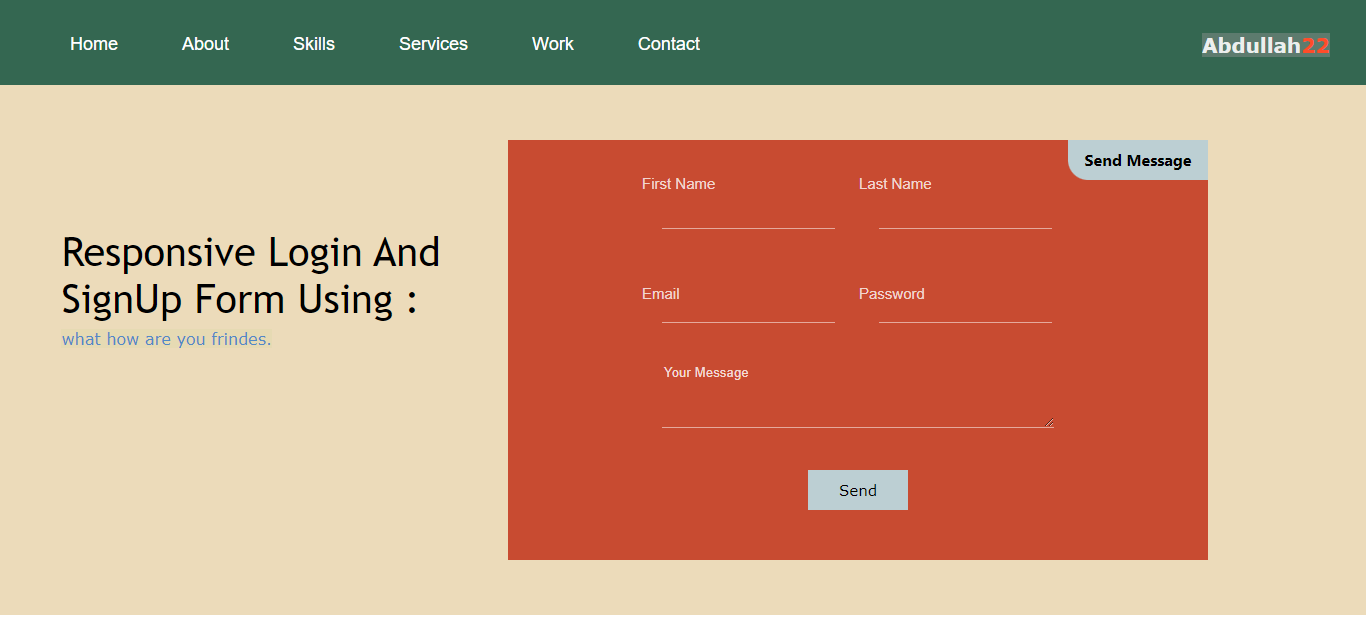 Home About Skills Services Work Contact Abdullah22
Send Message
First Name Last Name
Responsive Login And
SignUp Form Using :
what how are you frindes.
Email Password
Your Message
Send